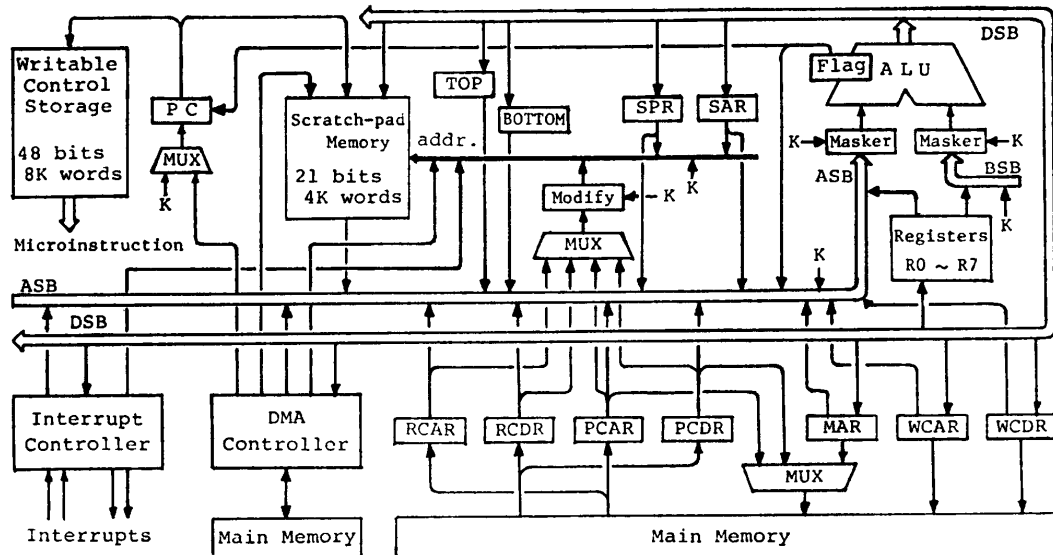 DSB
Writable
Control
Storage
48 bits
8K words
PC
MUX
K
Microinstruction
Scratch-pad
Memory
21 bits
4K words
addr.
TOP
BOTTOM
SPR
SAR
K
Modify
K
MUX
Flag
ALU
K
Masker
Masker
K
ASB
BSB
K
Registers
R0 ~ R7
K
ASB
DSB
Interrupt
Controller
DMA
Controller
RCAR
RCDR
PCAR
PCDR
MAR
WCAR
WCDR
MUX
Interrupts
Main Memory
Main Memory